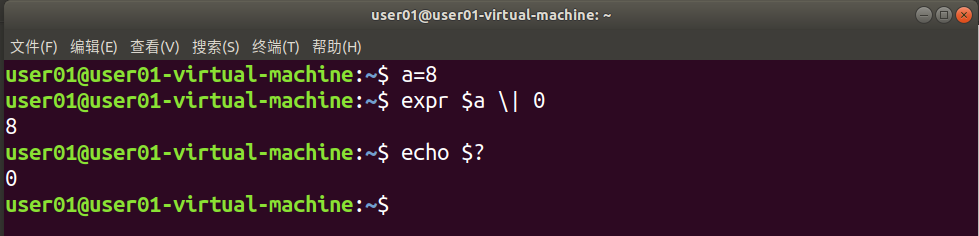 user01@user01-virtual-machine: ~
文件(F) 编辑(E) 查看(V) 搜索(S) 终端(T) 帮助(H)
user01@user01-virtual-machine:~$ a=8
user01@user01-virtual-machine:~$ expr $a \| 0
8
user01@user01-virtual-machine:~$ echo $?
0
user01@user01-virtual-machine:~$